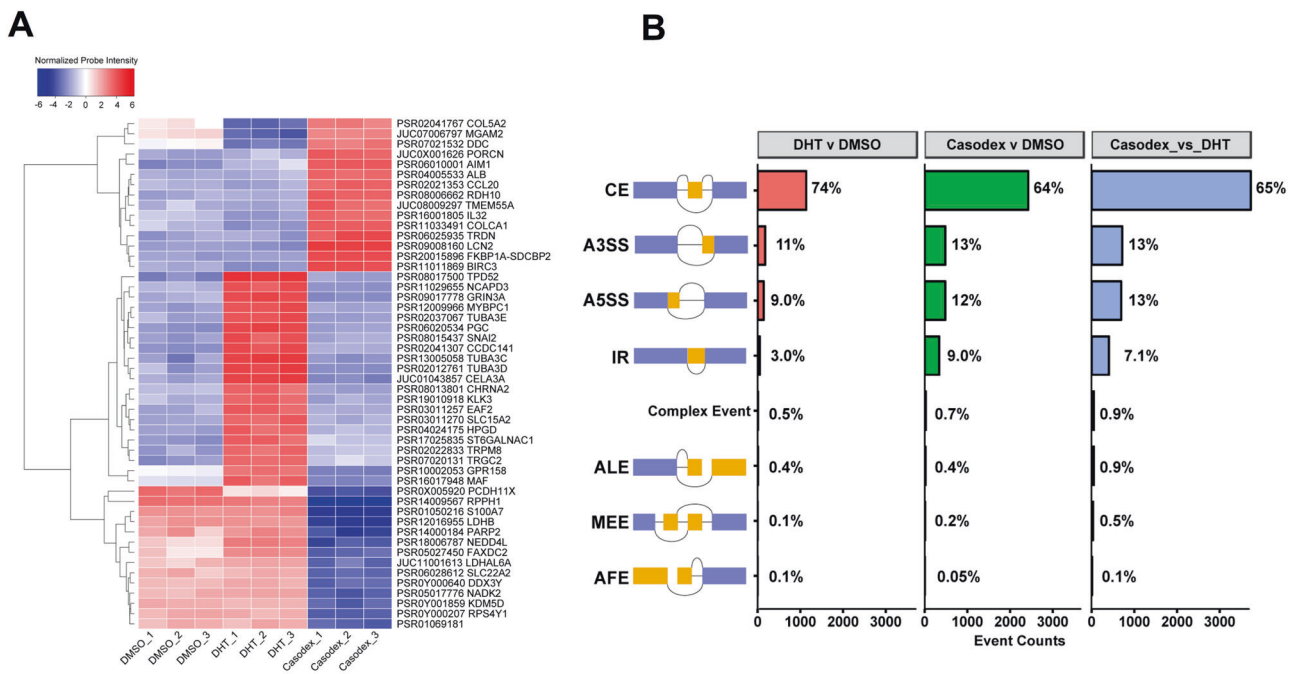 A
Normalized Probe Intensity
-6 -4 -2 0 2 4 6
PSR02041767 COL5A2
JUC07006797 MGAM2
PSR07021532 DDC
JUC0X001626 PORCN
PSR06010001 AIM1
PSR04005533 ALB
PSR02021353 CCL20
PSR08006662 RDH10
JUC08009297 TMEM55A
PSR16001805 IL32
PSR11033491 COLCA1
PSR06025935 TRDN
PSR09008160 LCN2
PSR20015896 FKBP1A-SDCBP2
PSR11011869 BIRC3
PSR08017500 TPD52
PSR11029655 NCAPD3
PSR09017778 GRIN3A
PSR12009966 MYBPC1
PSR02037067 TUBA3E
PSR06020534 PGC
PSR08015437 SNAI2
PSR02041307 CCDC141
PSR13005058 TUBA3C
PSR02012761 TUBA3D
JUC01043857 CELA3A
PSR08013801 CHRNA2
PSR19010918 KLK3
PSR03011257 EAF2
PSR03011270 SLC15A2
PSR04024175 HPGD
PSR17025835 ST6GALNAC1
PSR02022833 TRPM8
PSR07020131 TRGC2
PSR10002053 GPR158
PSR16017948 MAF
PSR0X005920 PCDH11X
PSR14009567 RPPH1
PSR01050216 S100A7
PSR12016955 LDHB
PSR14000184 PARP2
PSR18006787 NEDD4L
PSR05027450 FAXDC2
JUC11001613 LDHAL6A
PSR06028612 SLC22A2
PSR0Y000640 DDX3Y
PSR05017776 NADK2
PSR0Y001859 KDM5D
PSR0Y000207 RPS4Y1
PSR01069181
DMSO_1 DMSO_2 DMSO_3 DHT_1 DHT_2 DHT_3 Casodex_1 Casodex_2 Casodex_3
B
DHT v DMSO Casodex v DMSO Casodex_vs_DHT
CE 74% 64% 65%
A3SS 11% 13% 13%
A5SS 9.0% 12% 13%
IR 3.0% 9.0% 7.1%
Complex Event 0.5% 0.7% 0.9%
ALE 0.4% 0.4% 0.9%
MEE 0.1% 0.2% 0.5%
AFE 0.1% 0.05% 0.1%
0 1000 2000 3000 0 1000 2000 3000 0 1000 2000 3000
Event Counts